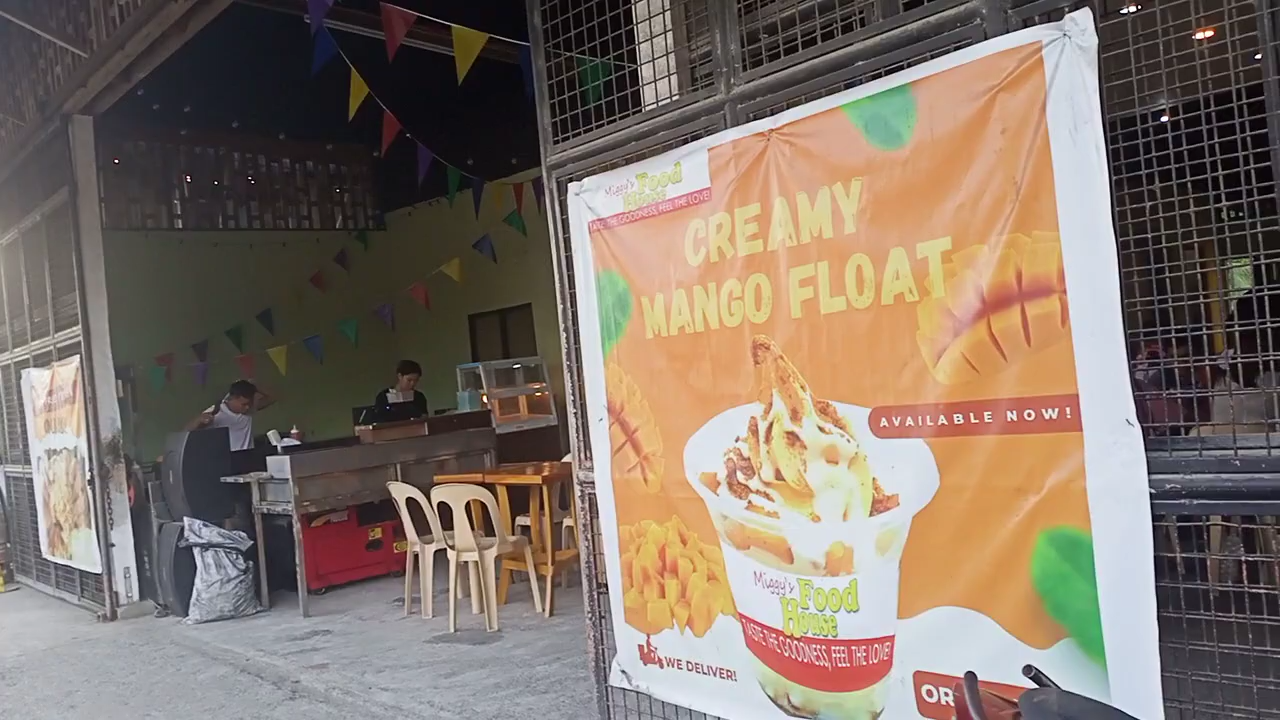 Miggy's Food
House
TASTE THE GOODNESS, FEEL THE LOVE!
CREAMY
MANGO FLOAT
AVAILABLE NOW!
Miggy's Food
House
TASTE THE GOODNESS, FEEL THE LOVE!
WE DELIVER!
OR